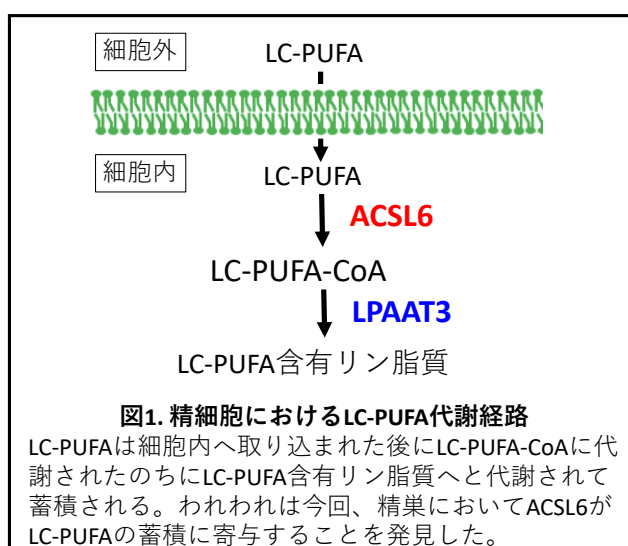 細胞外
LC-PUFA
細胞内
LC-PUFA
ACSL6
LC-PUFA-CoA
LPAAT3
LC-PUFA含有リン脂質
図1. 精細胞におけるLC-PUFA代謝経路
LC-PUFAは細胞内へ取り込まれた後にLC-PUFA-CoAに代
謝されたのちにLC-PUFA含有リン脂質へと代謝されて
蓄積される。われわれは今回、精巣においてACSL6が
LC-PUFAの蓄積に寄与することを発見した。